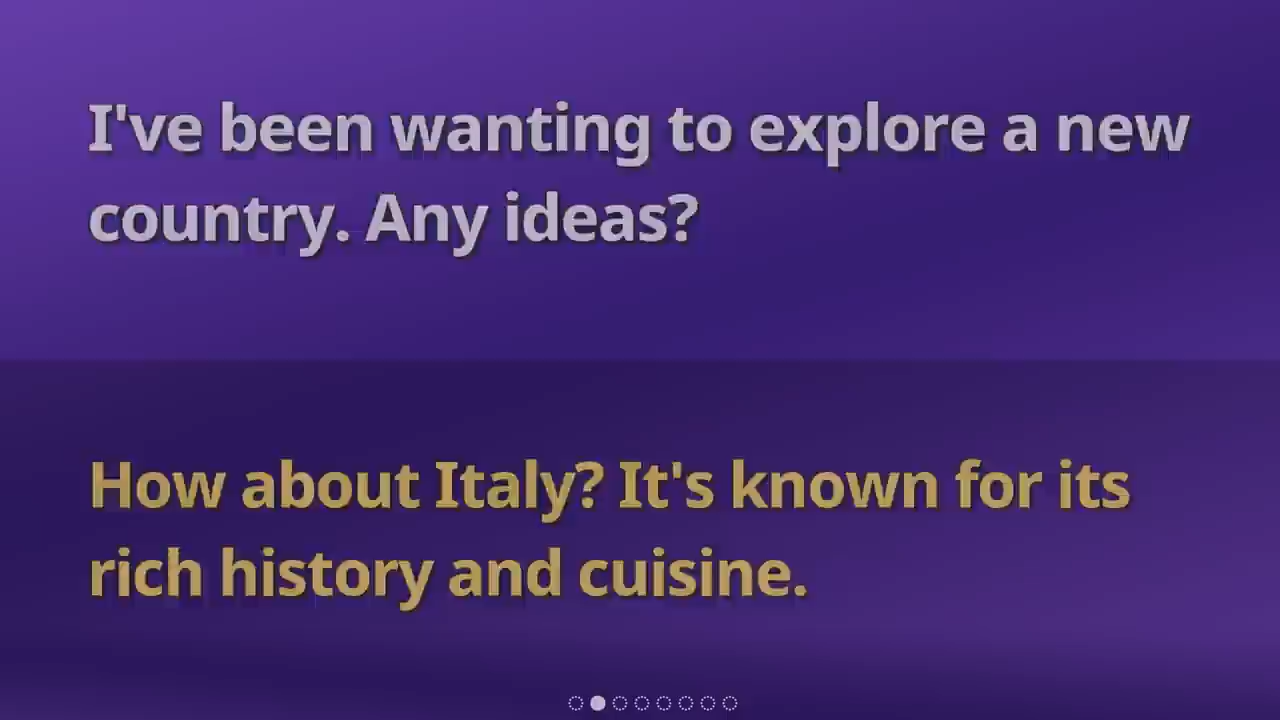 I've been wanting to explore a new
country. Any ideas?
How about Italy? It's known for its
rich history and cuisine.